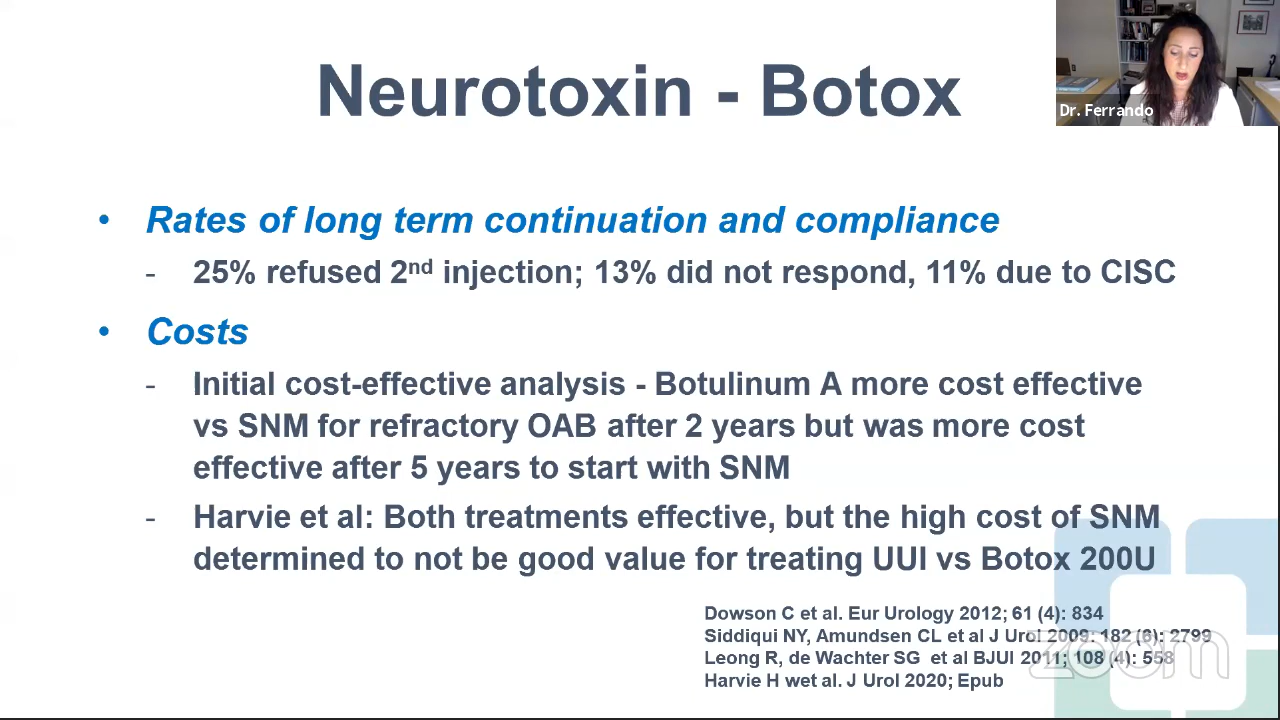 Neurotoxin - Botox
Dr. Ferrando
• Rates of long term continuation and compliance
- 25% refused 2nd injection; 13% did not respond, 11% due to CISC
• Costs
- Initial cost-effective analysis - Botulinum A more cost effective
vs SNM for refractory OAB after 2 years but was more cost
effective after 5 years to start with SNM
- Harvie et al: Both treatments effective, but the high cost of SNM
determined to not be good value for treating UUI vs Botox 200U
Dowson C et al. Eur Urology 2012; 61 (4): 834
Siddiqui NY, Amundsen CL et al J Urol 2009: 182 (6): 2799
Leong R, de Wachter SG et al BJUI 2011; 108 (4): 558
Harvie H wet al. J Urol 2020; Epub
zoom